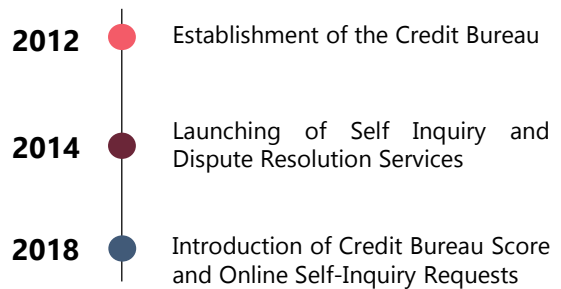 2012
Establishment of the Credit Bureau
2014
Launching of Self Inquiry and
Dispute Resolution Services
2018
Introduction of Credit Bureau Score
and Online Self-Inquiry Requests